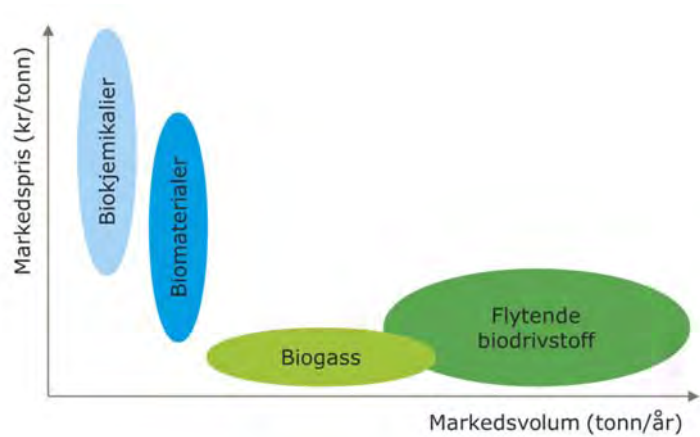 Markedspris (kr/tonn)
Biokjemikalier
Biomaterialer
Biogass
Flytende
biodrivstoff
Markedsvolum (tonn/år)